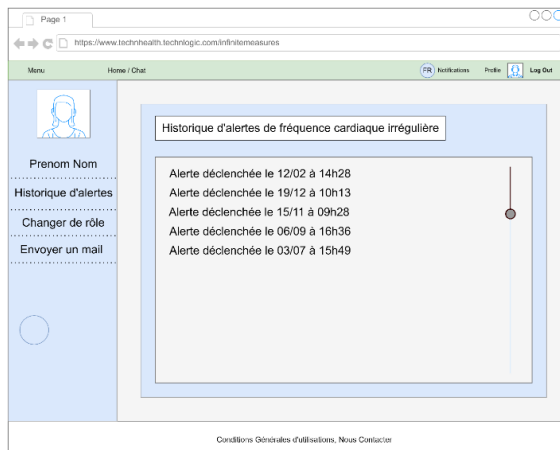 Page 1
https://www.technhealth.technlogic.com/infinitemeasures
Menu Home / Chat FR Notifications Profile Log Out
Prenom Nom
Historique d'alertes
Changer de rôle
Envoyer un mail
Historique d'alertes de fréquence cardiaque irrégulière
Alerte déclenchée le 12/02 à 14h28
Alerte déclenchée le 19/12 à 10h13
Alerte déclenchée le 15/11 à 09h28
Alerte déclenchée le 06/09 à 16h36
Alerte déclenchée le 03/07 à 15h49
Conditions Générales d'utilisations, Nous Contacter